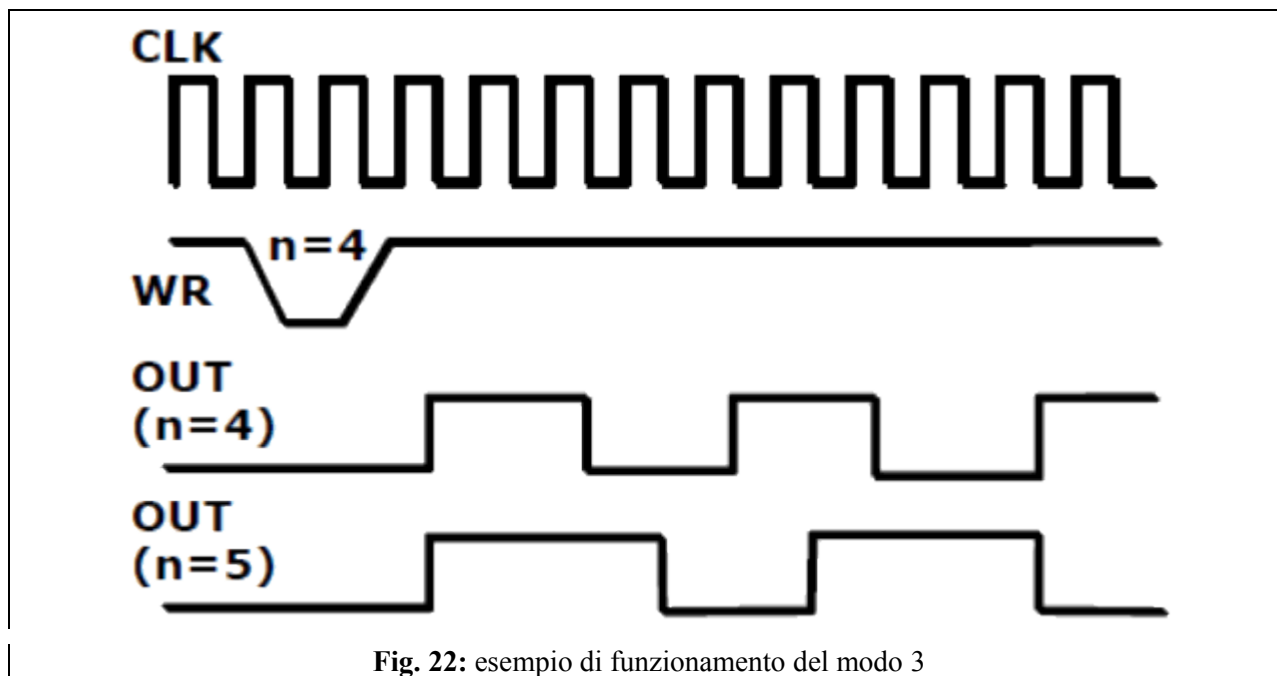 CLK
n=4
WR
OUT
(n=4)
OUT
(n=5)
Fig. 22: esempio di funzionamento del modo 3